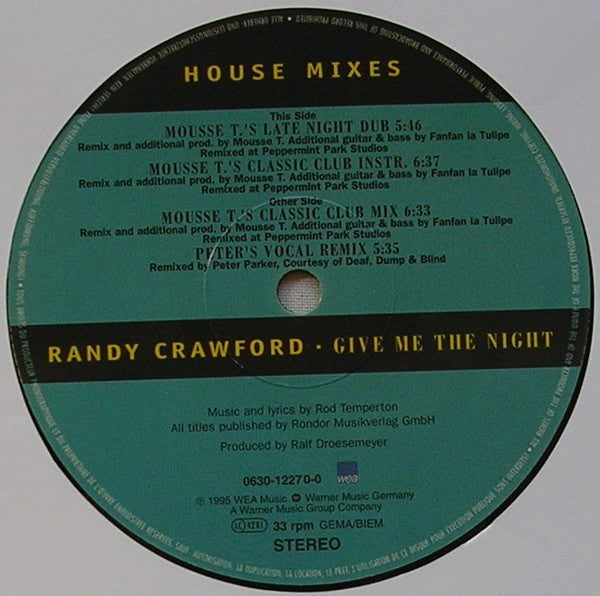 HOUSE MIXES
This Side
MOUSSE T.'S LATE NIGHT DUB 5:46
Remix and additional prod. by Mousse T. Additional guitar & bass by Fanfan la Tulipe
Remixed at Peppermint Park Studios
MOUSSE T.'S CLASSIC CLUB INSTR. 6:37
Remix and additional prod. by Mousse T. Additional guitar & bass by Fanfan la Tulipe
Remixed at Peppermint Park Studios
Other Side
MOUSSE T.'S CLASSIC CLUB MIX 6:33
Remix and additional prod. by Mousse T. Additional guitar & bass by Fanfan la Tulipe
Remixed at Peppermint Park Studios
PETER'S VOCAL REMIX 5:35
Remixed by Peter Parker, Courtesy of Deaf, Dump & Blind
RANDY CRAWFORD · GIVE ME THE NIGHT
Music and lyrics by Rod Temperton
All titles published by Rondor Musikverlag GmbH
Produced by Ralf Droesemeyer
0630-12270-0 wea
℗ 1995 WEA Music Warner Music Germany
A Warner Music Group Company
LC 4281 33 rpm GEMA/BIEM
STEREO